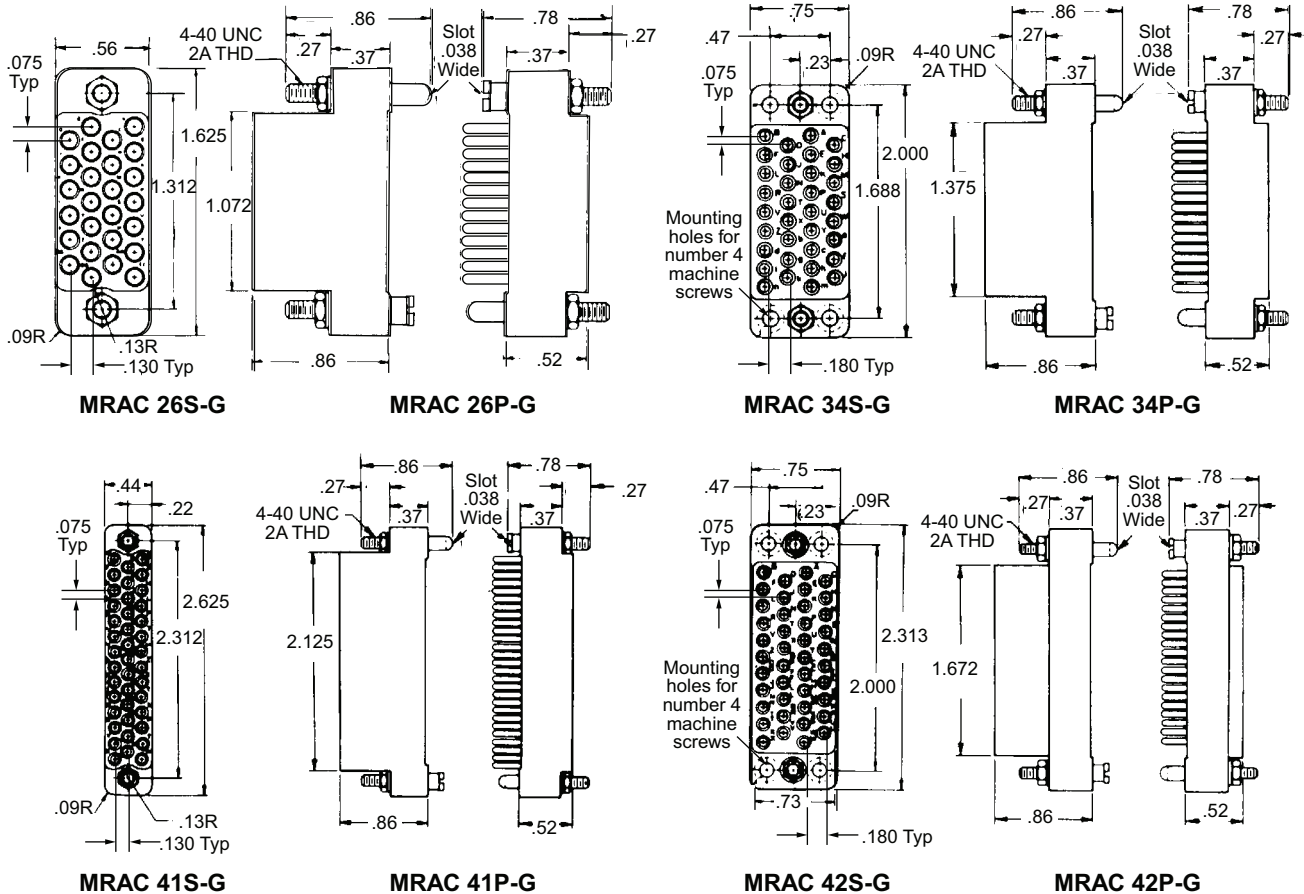 .56
.075
Typ
1.625
1.312
.09R
.13R
.130 Typ
MRAC 26S-G
4-40 UNC
2A THD
.86
.27
.37
Slot
.038
Wide
.78
.37
.27
1.072
.86
.52
MRAC 26P-G
.75
.47
.23
.09R
.075
Typ
2.000
1.688
Mounting
holes for
number 4
machine
screws
.180 Typ
MRAC 34S-G
4-40 UNC
2A THD
.86
.27
.37
Slot
.038
Wide
.78
.27
.37
1.375
.86
.52
MRAC 34P-G
.44
.22
.075
Typ
2.625
2.312
.09R
.13R
.130 Typ
MRAC 41S-G
.86
.27
4-40 UNC
2A THD
.37
Slot
.038
Wide
.78
.37
.27
2.125
.86
.52
MRAC 41P-G
.75
.47
.23
.09R
.075
Typ
2.313
2.000
Mounting
holes for
number 4
machine
screws
.73
.180 Typ
MRAC 42S-G
4-40 UNC
2A THD
.86
.27
.37
Slot
.038
Wide
.78
.37
.27
1.672
.86
.52
MRAC 42P-G